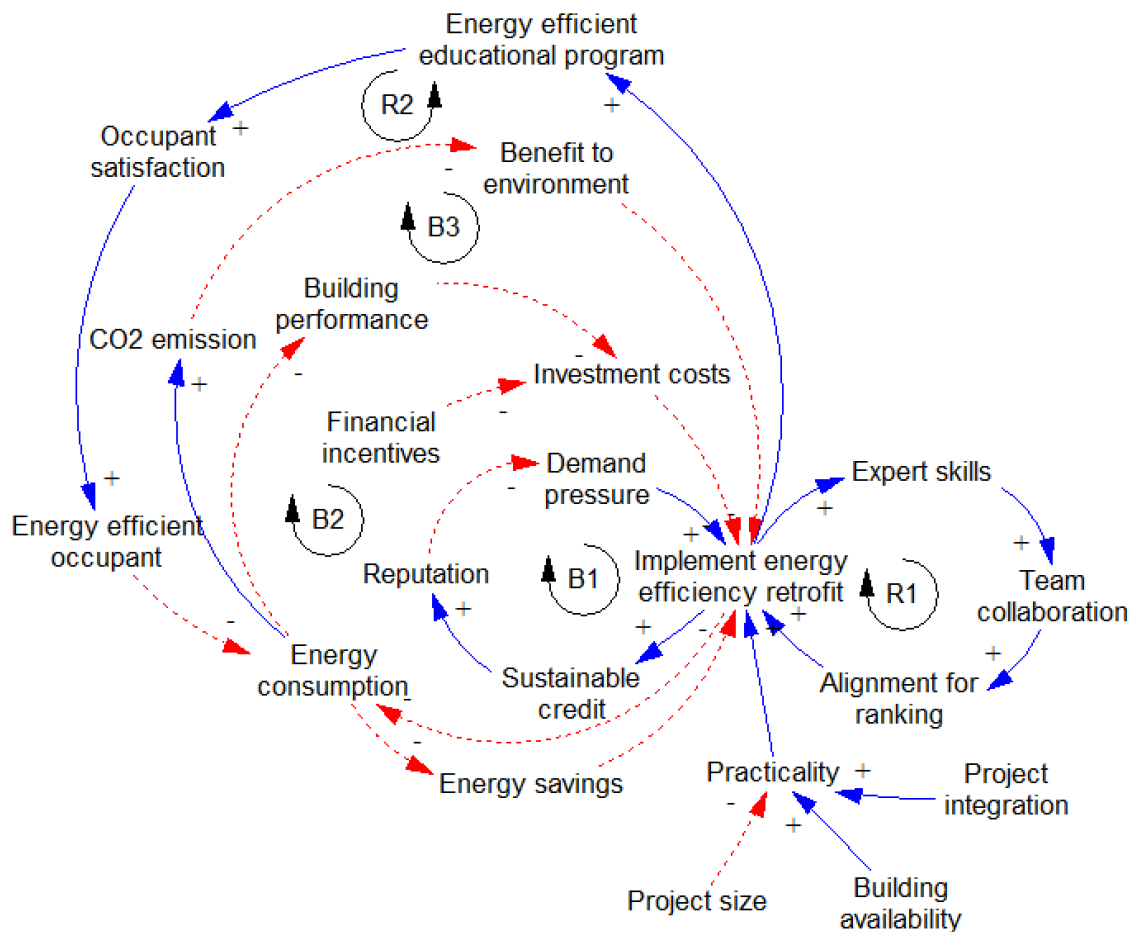 Energy efficient
educational program
+
R2
+
Occupant
satisfaction
-
Benefit to
environment
B3
Building
performance
CO2 emission
+
-
-
Investment costs
-
Financial
incentives
Demand
pressure
-
Expert skills
+
+
-
-
+
Energy efficient
occupant
B2
Reputation
+
B1
Implement energy
efficiency retrofit
R1
+
Team
collaboration
+
-
+
+
+
-
Energy
consumption
-
Sustainable
credit
Alignment for
ranking
-
Energy savings
Practicality
+
Project
integration
-
+
Project size
Building
availability